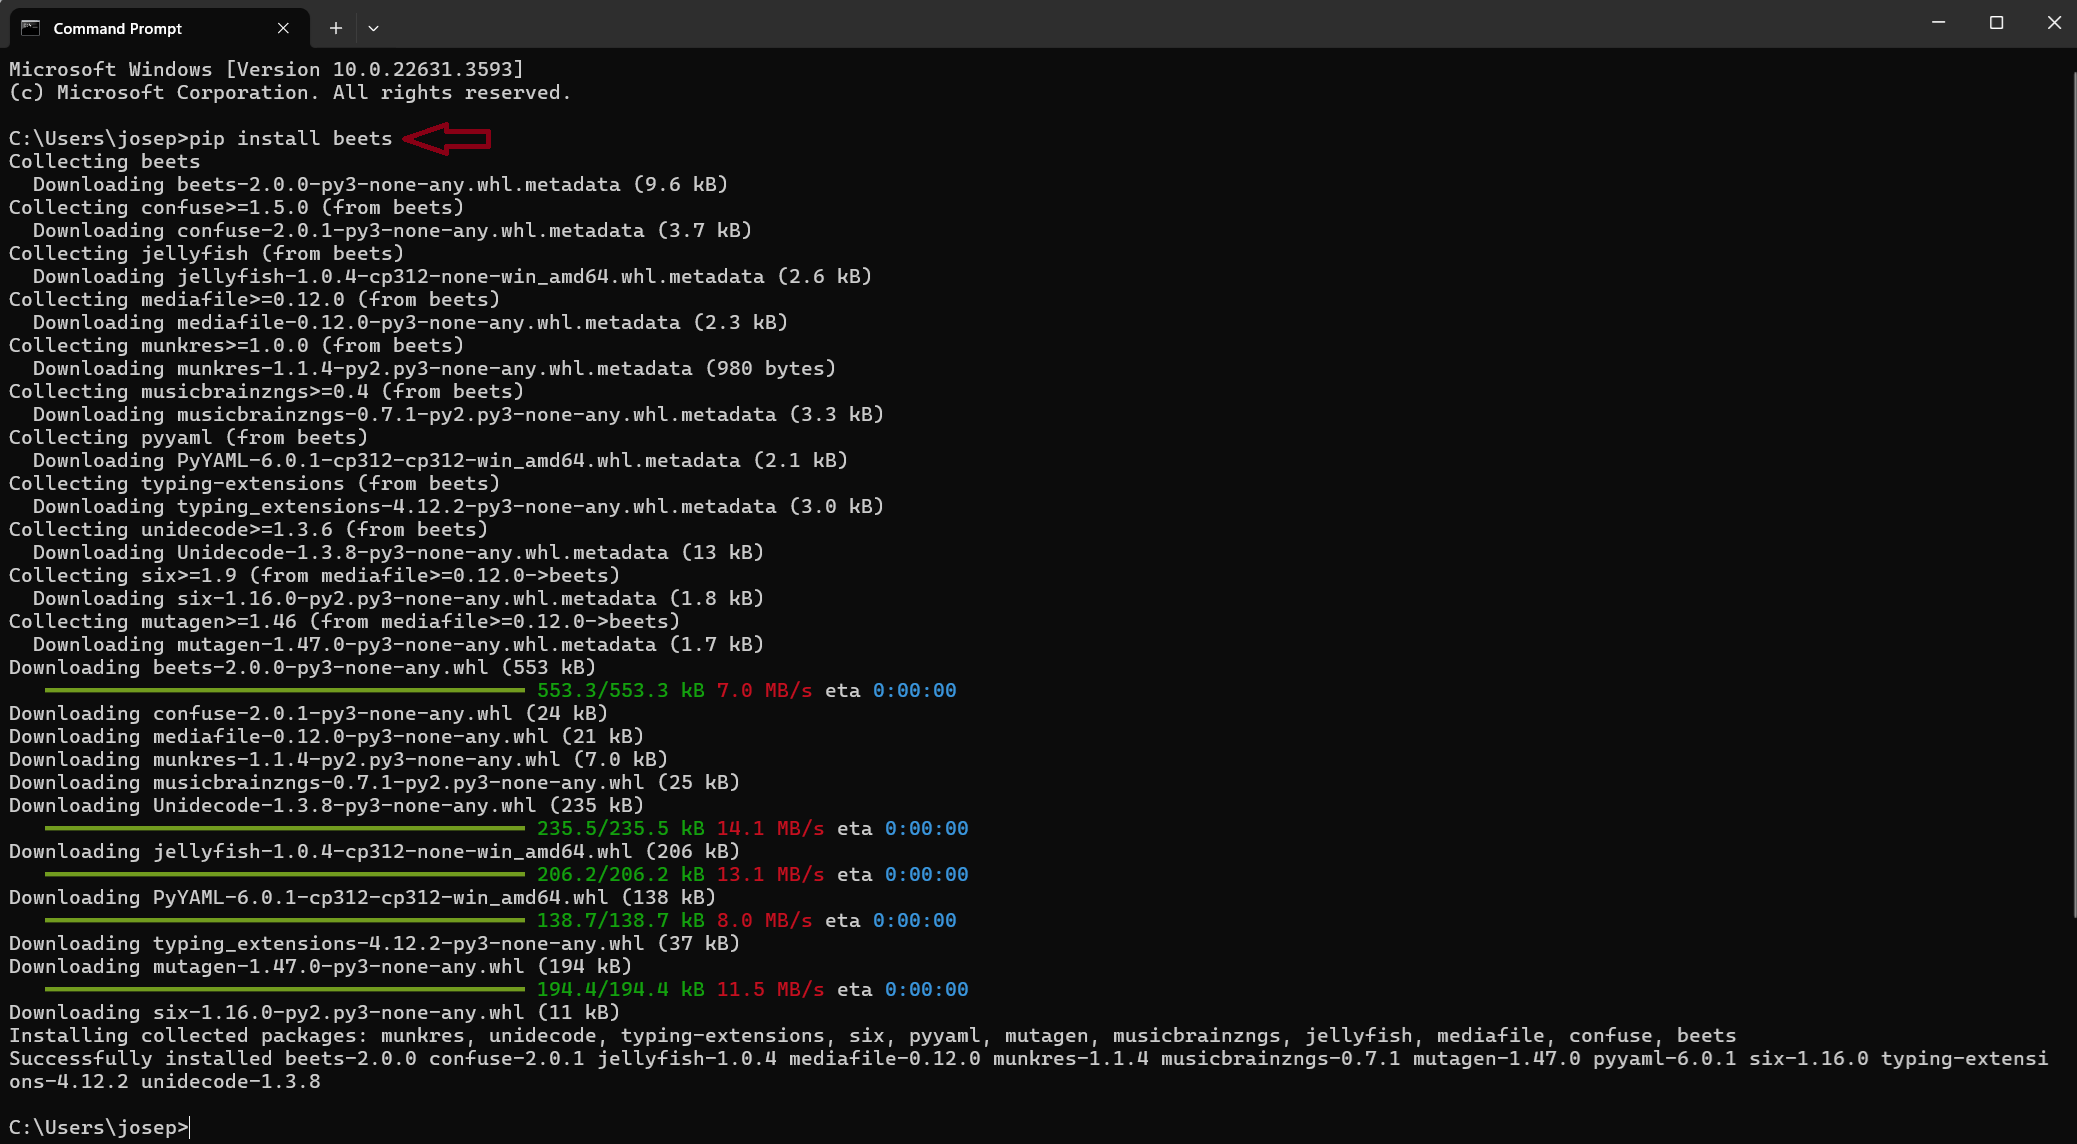 Command Prompt
Microsoft Windows [Version 10.0.22631.3593]
(c) Microsoft Corporation. All rights reserved.
C:\Users\josep>pip install beets
Collecting beets
  Downloading beets-2.0.0-py3-none-any.whl.metadata (9.6 kB)
Collecting confuse>=1.5.0 (from beets)
  Downloading confuse-2.0.1-py3-none-any.whl.metadata (3.7 kB)
Collecting jellyfish (from beets)
  Downloading jellyfish-1.0.4-cp312-none-win_amd64.whl.metadata (2.6 kB)
Collecting mediafile>=0.12.0 (from beets)
  Downloading mediafile-0.12.0-py3-none-any.whl.metadata (2.3 kB)
Collecting munkres>=1.0.0 (from beets)
  Downloading munkres-1.1.4-py2.py3-none-any.whl.metadata (980 bytes)
Collecting musicbrainzngs>=0.4 (from beets)
  Downloading musicbrainzngs-0.7.1-py2.py3-none-any.whl.metadata (3.3 kB)
Collecting pyyaml (from beets)
  Downloading PyYAML-6.0.1-cp312-cp312-win_amd64.whl.metadata (2.1 kB)
Collecting typing-extensions (from beets)
  Downloading typing_extensions-4.12.2-py3-none-any.whl.metadata (3.0 kB)
Collecting unidecode>=1.3.6 (from beets)
  Downloading Unidecode-1.3.8-py3-none-any.whl.metadata (13 kB)
Collecting six>=1.9 (from mediafile>=0.12.0->beets)
  Downloading six-1.16.0-py2.py3-none-any.whl.metadata (1.8 kB)
Collecting mutagen>=1.46 (from mediafile>=0.12.0->beets)
  Downloading mutagen-1.47.0-py3-none-any.whl.metadata (1.7 kB)
Downloading beets-2.0.0-py3-none-any.whl (553 kB)
553.3/553.3 kB 7.0 MB/s eta 0:00:00
Downloading confuse-2.0.1-py3-none-any.whl (24 kB)
Downloading mediafile-0.12.0-py3-none-any.whl (21 kB)
Downloading munkres-1.1.4-py2.py3-none-any.whl (7.0 kB)
Downloading musicbrainzngs-0.7.1-py2.py3-none-any.whl (25 kB)
Downloading Unidecode-1.3.8-py3-none-any.whl (235 kB)
235.5/235.5 kB 14.1 MB/s eta 0:00:00
Downloading jellyfish-1.0.4-cp312-none-win_amd64.whl (206 kB)
206.2/206.2 kB 13.1 MB/s eta 0:00:00
Downloading PyYAML-6.0.1-cp312-cp312-win_amd64.whl (138 kB)
138.7/138.7 kB 8.0 MB/s eta 0:00:00
Downloading typing_extensions-4.12.2-py3-none-any.whl (37 kB)
Downloading mutagen-1.47.0-py3-none-any.whl (194 kB)
194.4/194.4 kB 11.5 MB/s eta 0:00:00
Downloading six-1.16.0-py2.py3-none-any.whl (11 kB)
Installing collected packages: munkres, unidecode, typing-extensions, six, pyyaml, mutagen, musicbrainzngs, jellyfish, mediafile, confuse, beets
Successfully installed beets-2.0.0 confuse-2.0.1 jellyfish-1.0.4 mediafile-0.12.0 munkres-1.1.4 musicbrainzngs-0.7.1 mutagen-1.47.0 pyyaml-6.0.1 six-1.16.0 typing-extensi
ons-4.12.2 unidecode-1.3.8
C:\Users\josep>